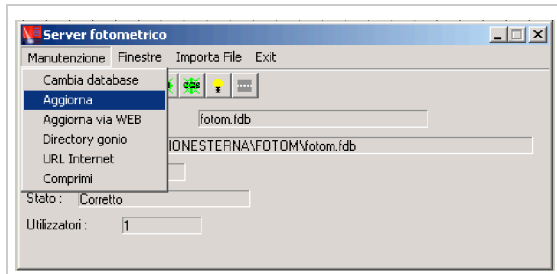 Server fotometrico
Manutenzione Finestre Importa File Exit
Cambia database
Aggiorna
Aggiorna via WEB
Directory gonio
URL Internet
Comprimi
fotom.fdb
IONESTERNA\FOTOM\fotom.fdb
Stato : Corretto
Utilizzatori : 1